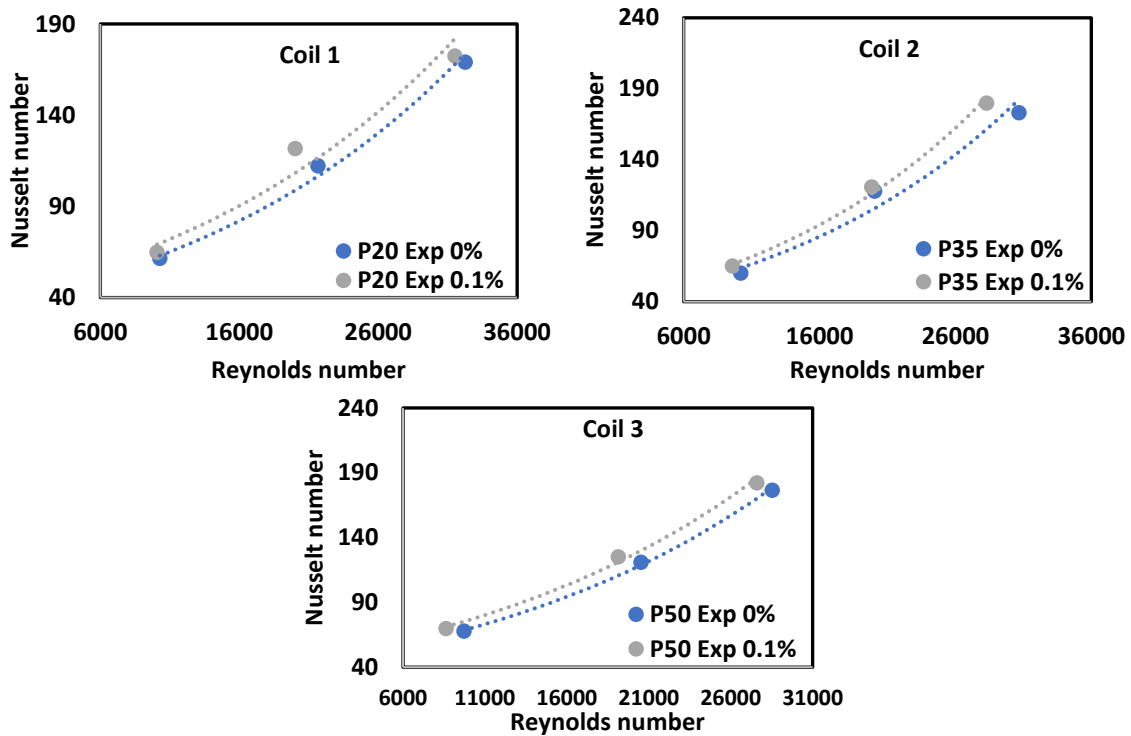 Coil 1
Nusselt number
190
140
90
40
P20 Exp 0%
P20 Exp 0.1%
6000 16000 26000 36000
Reynolds number
Coil 2
Nusselt number
240
190
140
90
40
P35 Exp 0%
P35 Exp 0.1%
6000 16000 26000 36000
Reynolds number
Coil 3
Nusselt number
240
190
140
90
40
P50 Exp 0%
P50 Exp 0.1%
6000 11000 16000 21000 26000 31000
Reynolds number